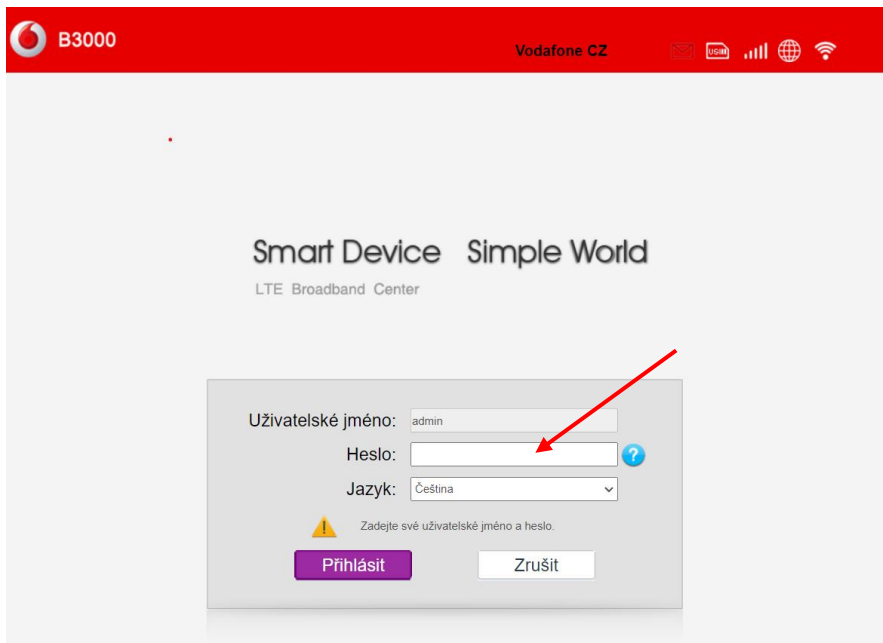 B3000
Vodafone CZ
USIM
Smart Device Simple World
LTE Broadband Center
Uživatelské jméno: admin
Heslo: ?
Jazyk: Čeština
Zadejte své uživatelské jméno a heslo.
Přihlásit Zrušit